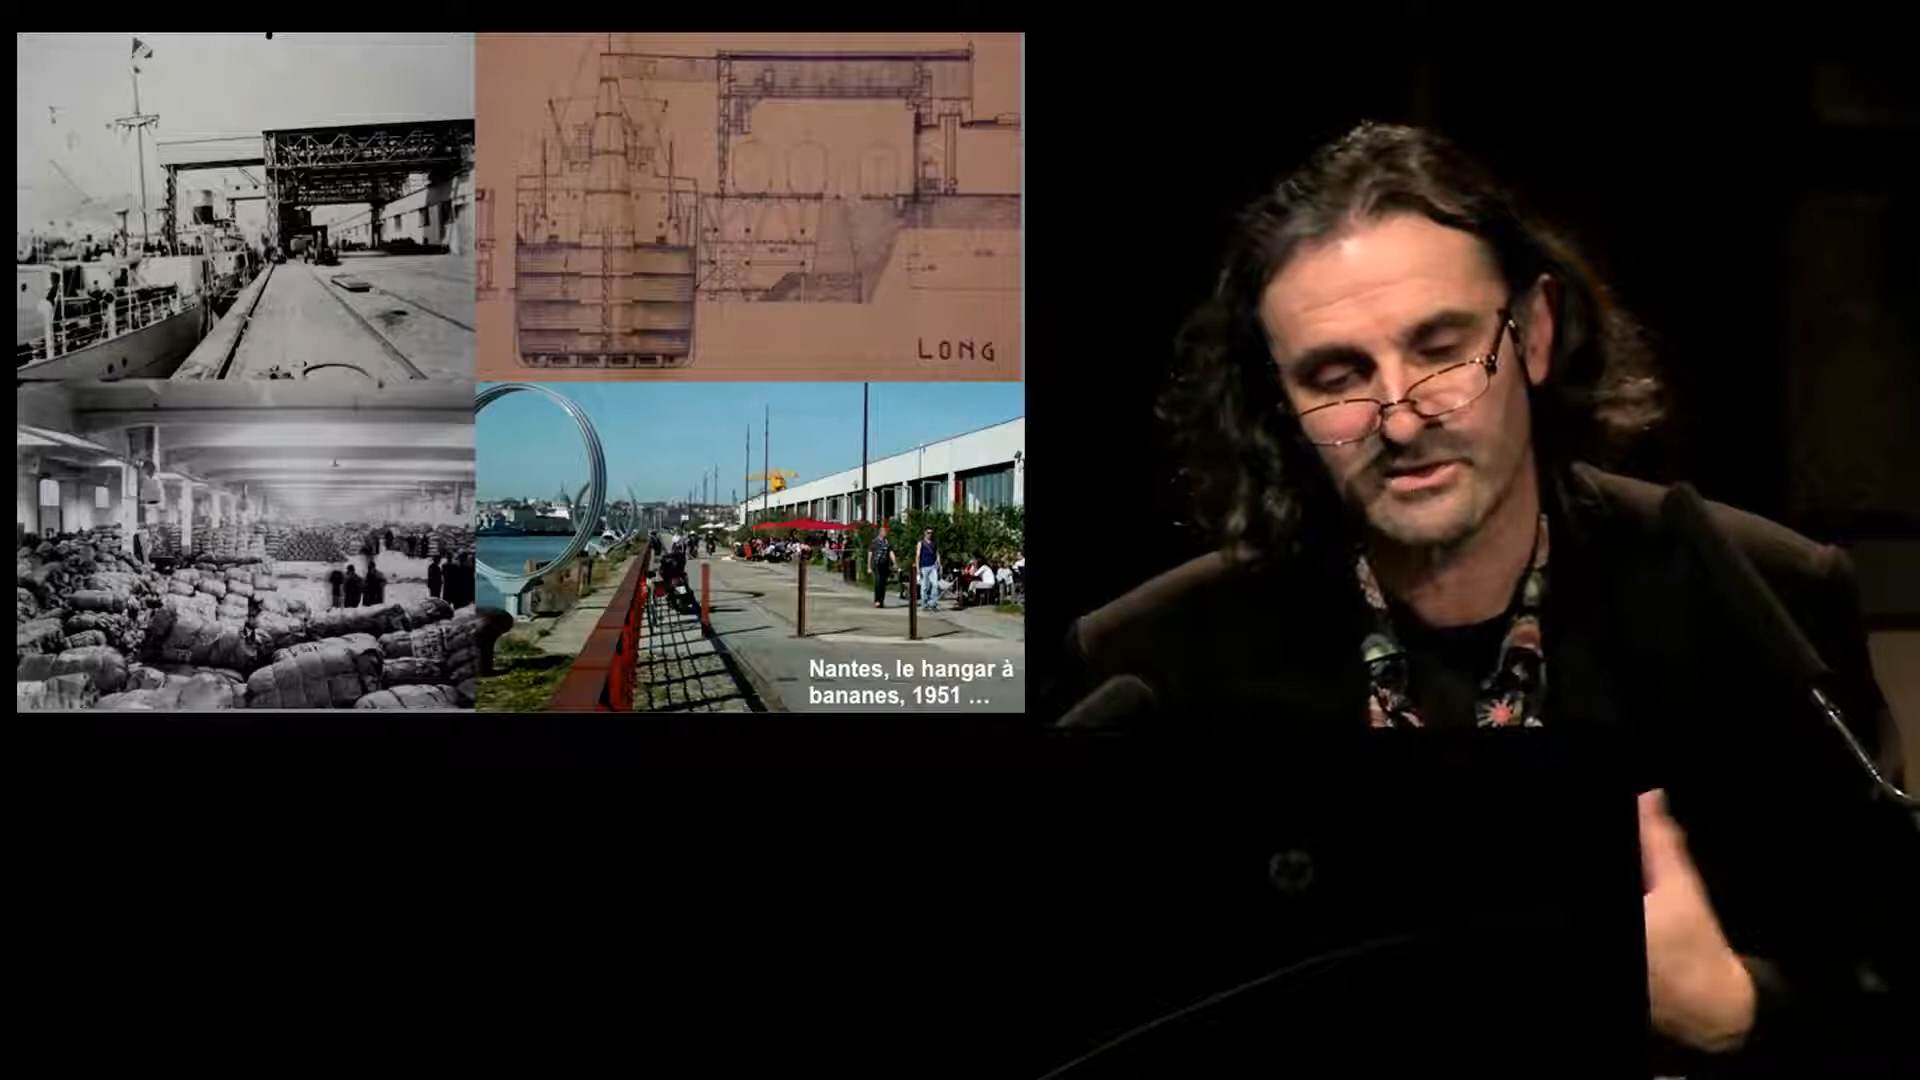 LONG
Nantes, le hangar à
bananes, 1951 ...